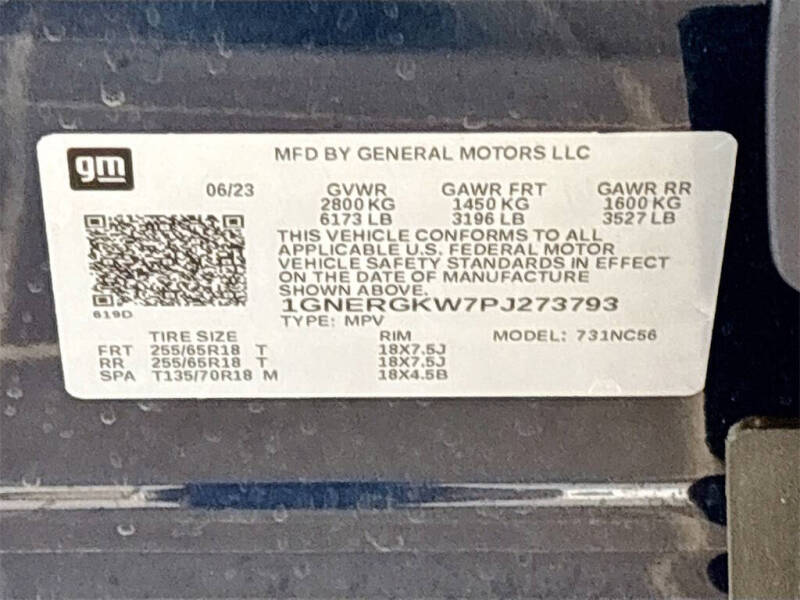 gm
MFD BY GENERAL MOTORS LLC
06/23 GVWR GAWR FRT GAWR RR
2800 KG 1450 KG 1600 KG
6173 LB 3196 LB 3527 LB
THIS VEHICLE CONFORMS TO ALL
APPLICABLE U.S. FEDERAL MOTOR
VEHICLE SAFETY STANDARDS IN EFFECT
ON THE DATE OF MANUFACTURE
SHOWN ABOVE.
1GNERGKW7PJ273793
619D
TYPE: MPV
TIRE SIZE RIM MODEL: 731NC56
FRT 255/65R18 T 18X7.5J
RR 255/65R18 T 18X7.5J
SPA T135/70R18 M 18X4.5B